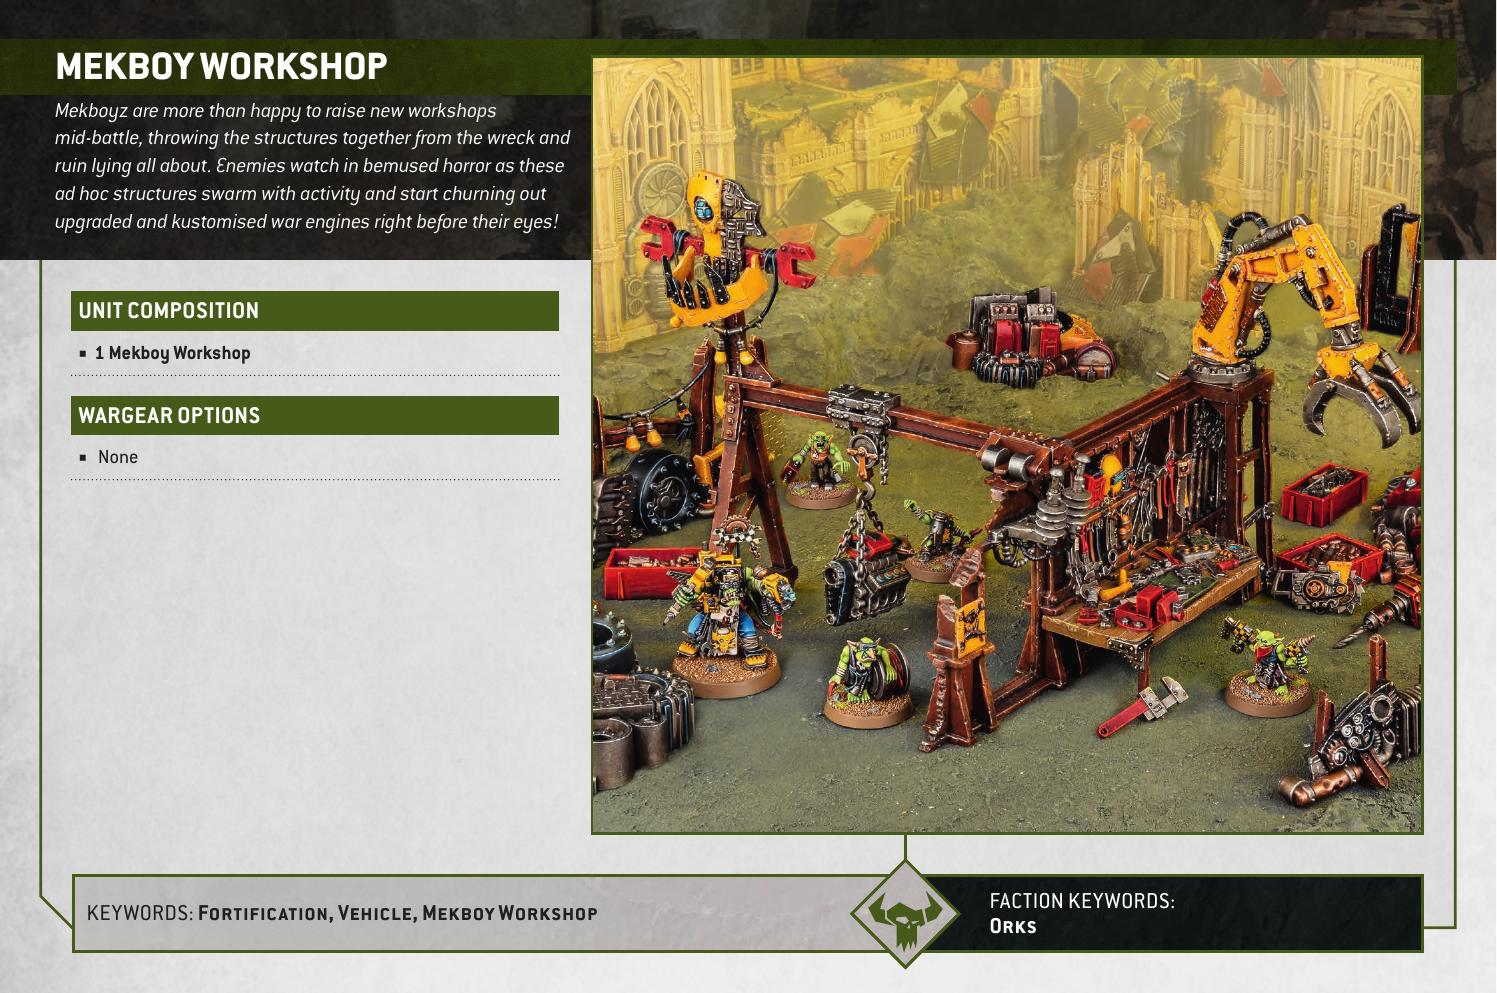 MEKBOY WORKSHOP
Mekboyz are more than happy to raise new workshops
mid-battle, throwing the structures together from the wreck and
ruin lying all about. Enemies watch in bemused horror as these
ad hoc structures swarm with activity and start churning out
upgraded and kustomised war engines right before their eyes!
UNIT COMPOSITION
▪ 1 Mekboy Workshop
WARGEAR OPTIONS
▪ None
KEYWORDS: FORTIFICATION, VEHICLE, MEKBOY WORKSHOP
FACTION KEYWORDS:
ORKS